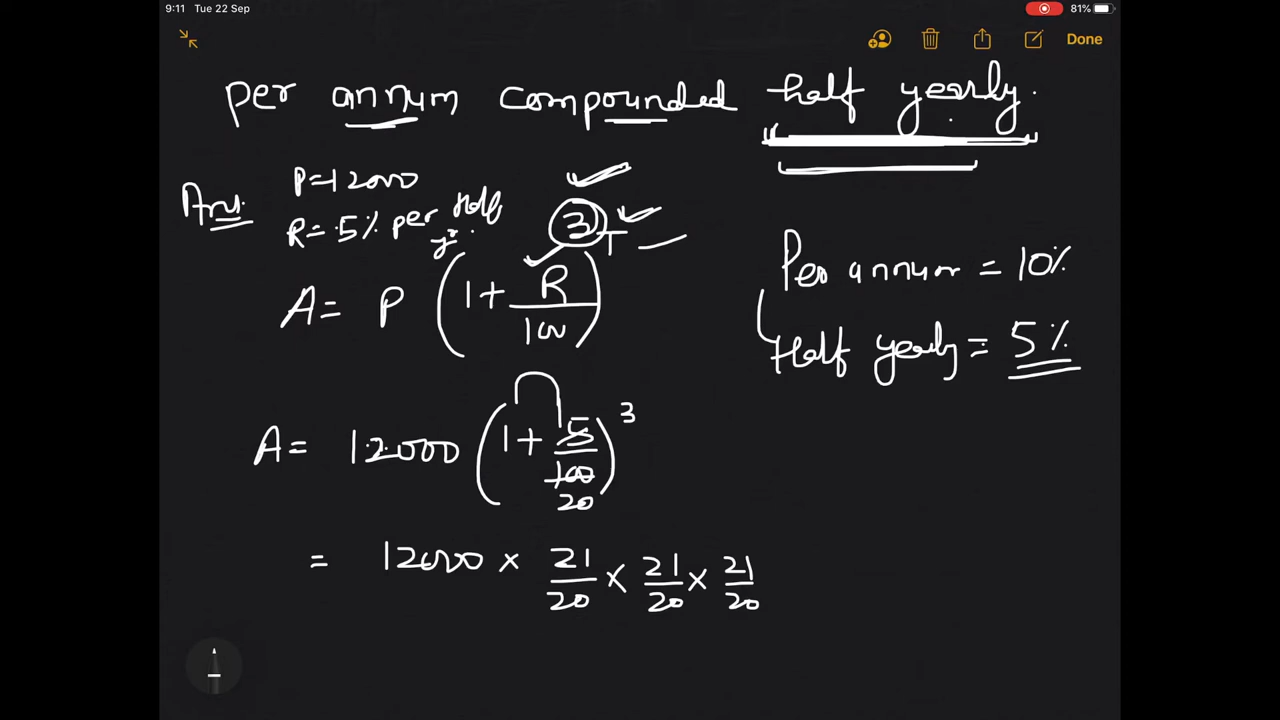 9:11 Tue 22 Sep
81%
Done
per annum compounded half yearly.
Ans. P=12000
R=5% per Half
yr.
3
T
A = P (1 + R/100)
Per annum = 10%
Half yearly = 5%
A = 12000 (1 + 5/100)^3
20
= 12000 × 21/20 × 21/20 × 21/20